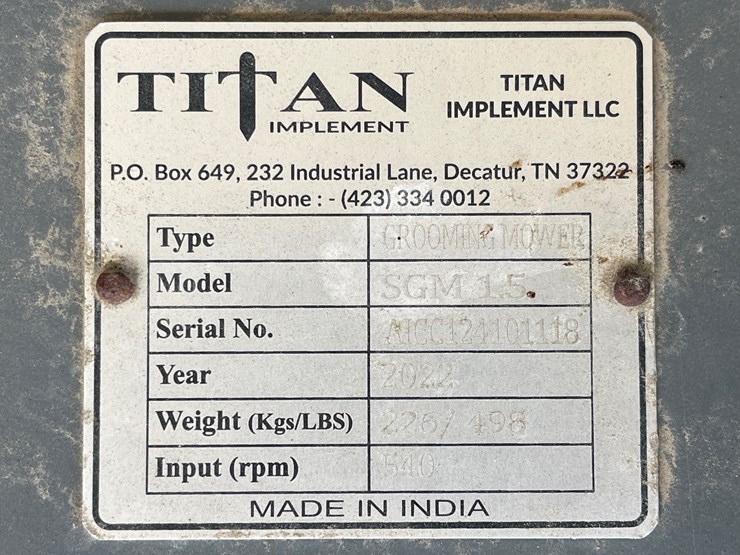 TITAN
IMPLEMENT
TITAN
IMPLEMENT LLC
P.O. Box 649, 232 Industrial Lane, Decatur, TN 37322
Phone : - (423) 334 0012
Type GROOMING MOWER
Model SGM 1.5
Serial No. AICC124101118
Year 2022
Weight (Kgs/LBS) 226/ 498
Input (rpm) 540
MADE IN INDIA